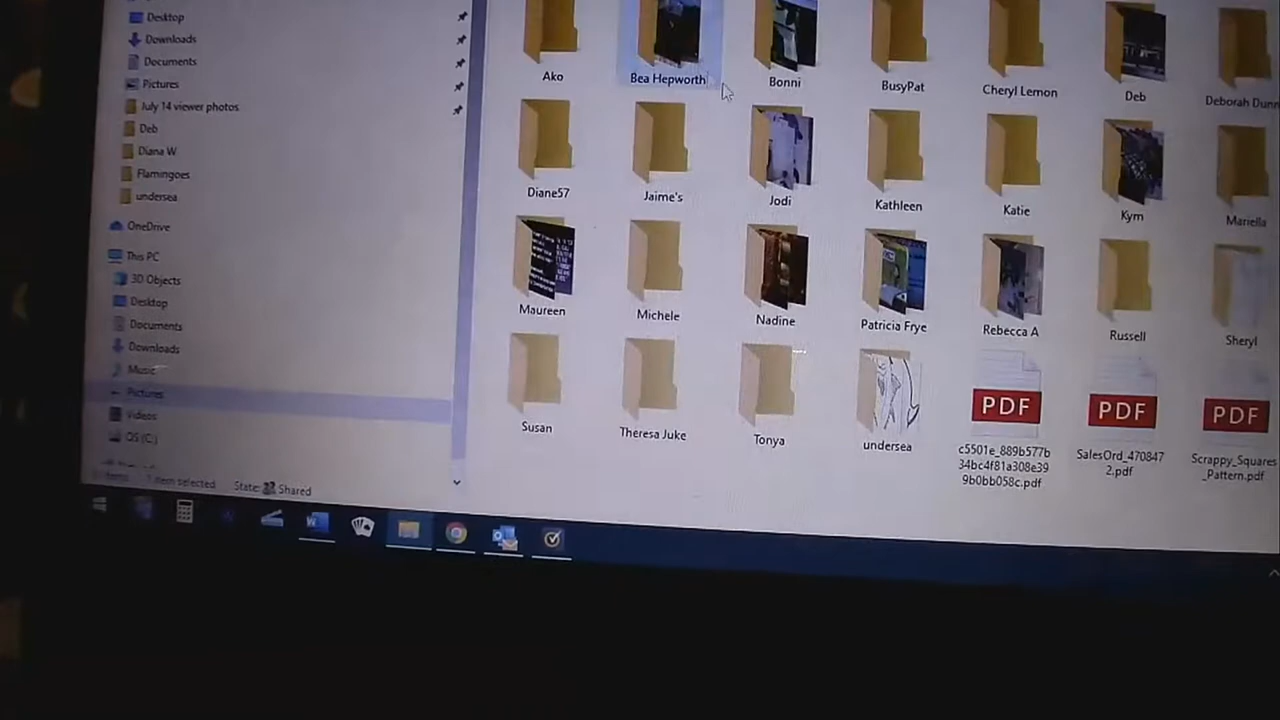 Desktop
Downloads
Documents
Pictures
July 14 viewer photos
Deb
Diana W
Flamingoes
undersea
OneDrive
This PC
3D Objects
Desktop
Documents
Downloads
Music
Pictures
Videos
OS (C:)
1 item selected
State: Shared
Ako
Bea Hepworth
Bonni
BusyPat
Cheryl Lemon
Deb
Deborah Dunn
Diane57
Jaime's
Jodi
Kathleen
Katie
Kym
Mariella
Maureen
Michele
Nadine
Patricia Frye
Rebecca A
Russell
Sheryl
Susan
Theresa Juke
Tonya
undersea
PDF
c5501e_889b577b
34bc4f81a308e39
9b0bb058c.pdf
PDF
SalesOrd_470847
2.pdf
PDF
Scrappy_Squares
_Pattern.pdf